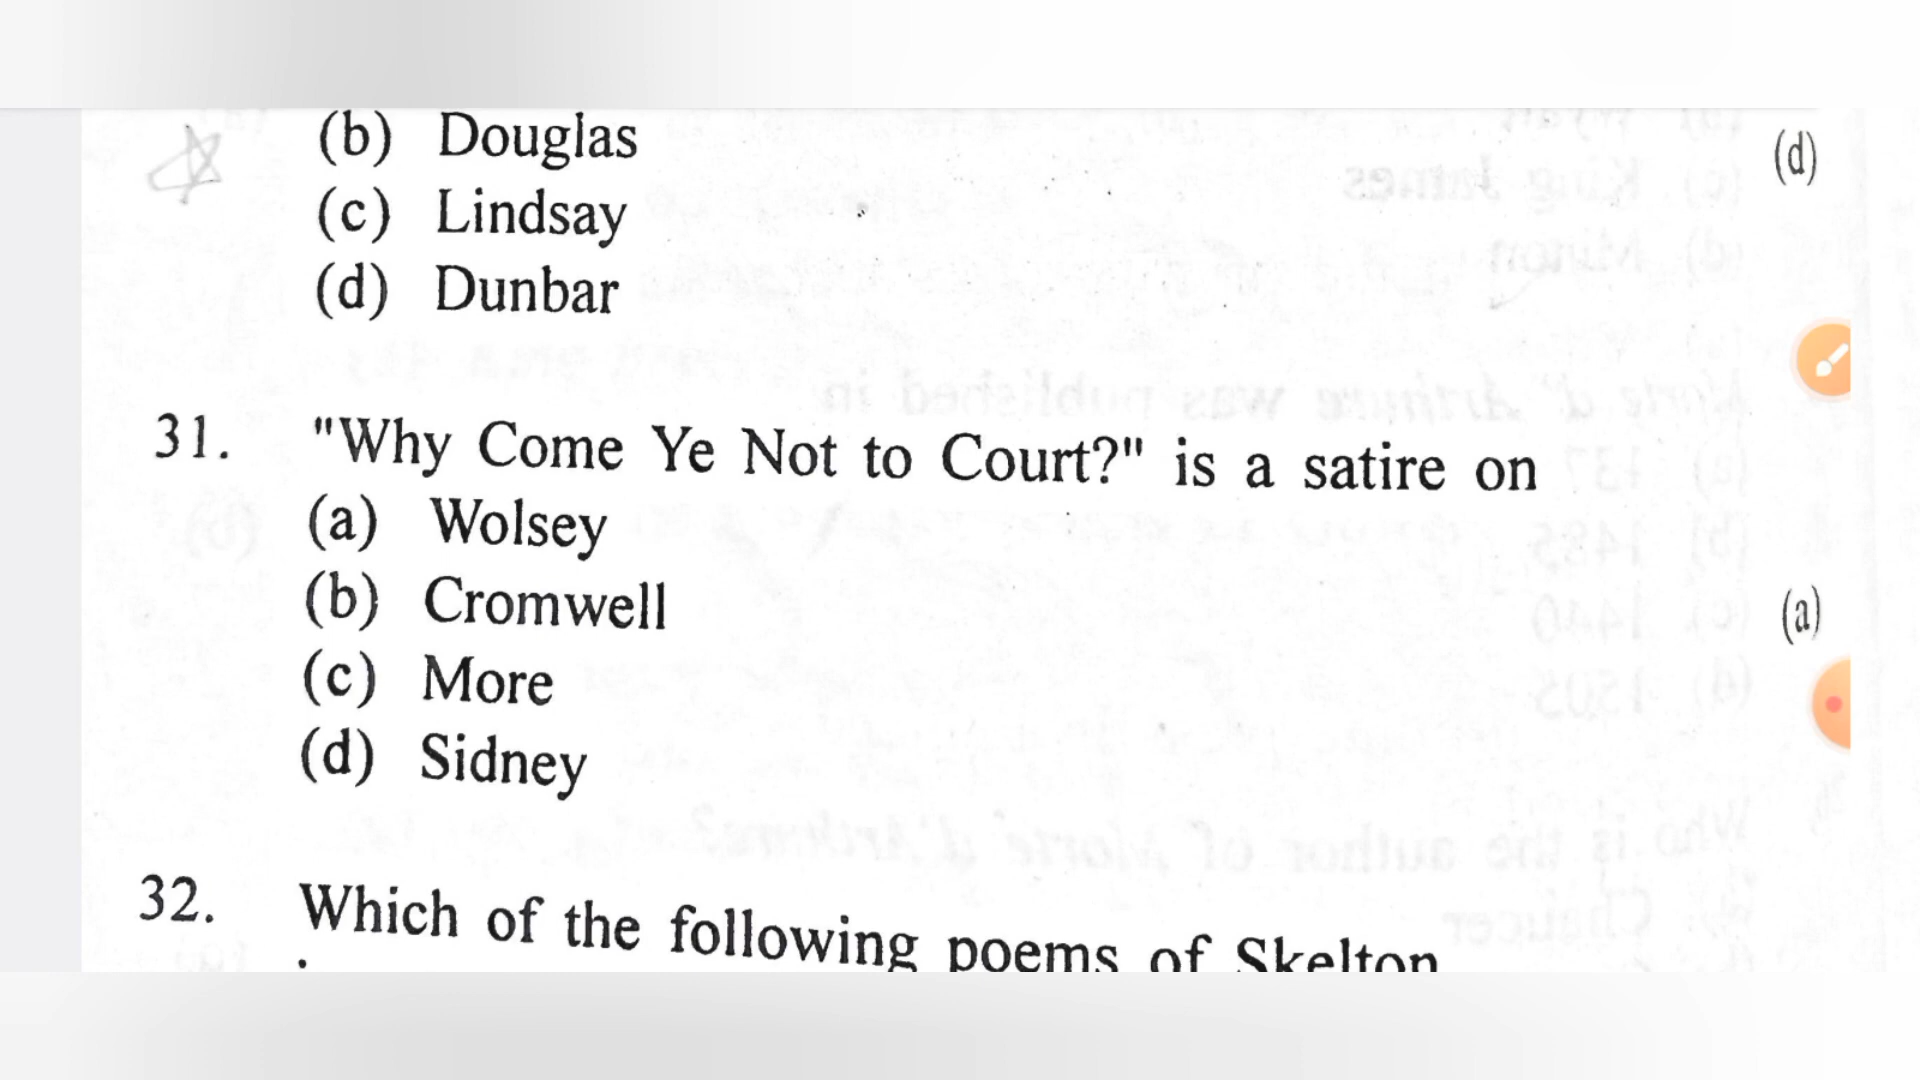 (b) Douglas
(d)
(c) Lindsay
(d) Dunbar
31. "Why Come Ye Not to Court?" is a satire on
(a) Wolsey
(b) Cromwell
(a)
(c) More
(d) Sidney
32. Which of the following poems of Skelton